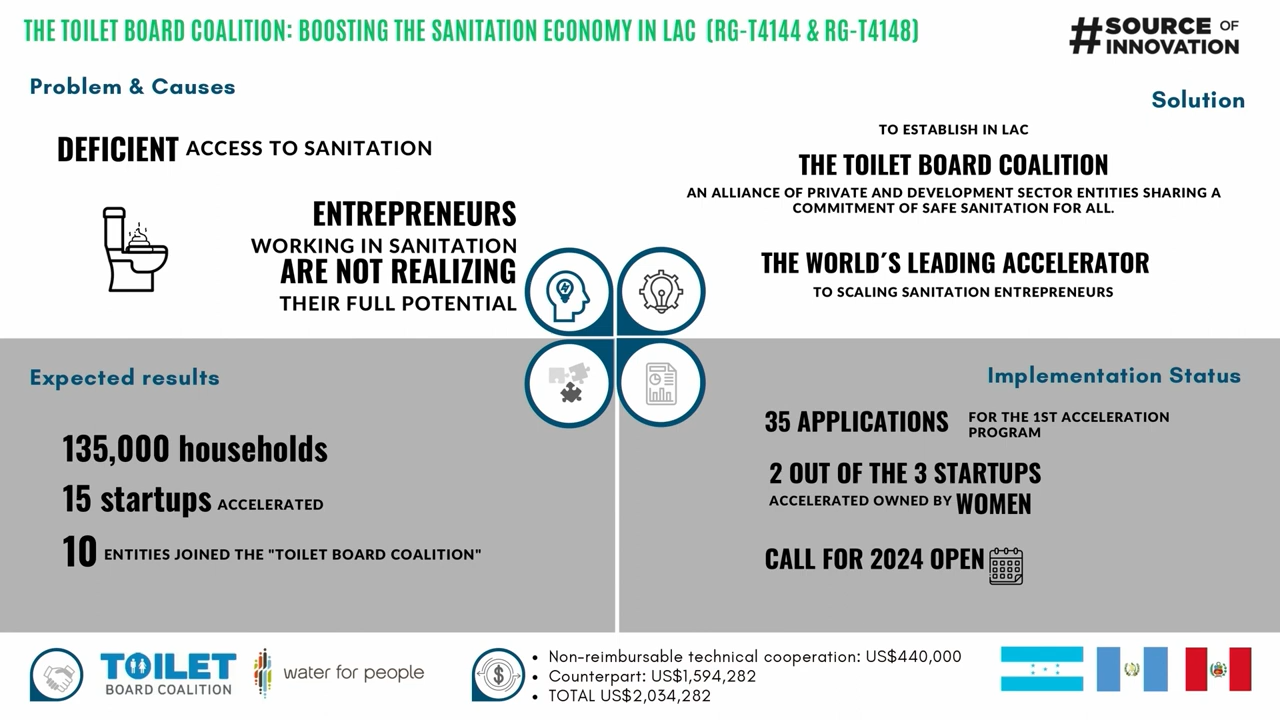 THE TOILET BOARD COALITION: BOOSTING THE SANITATION ECONOMY IN LAC (RG-T4144 & RG-T4148)
#SOURCE OF
INNOVATION
Problem & Causes
DEFICIENT ACCESS TO SANITATION
ENTREPRENEURS
WORKING IN SANITATION
ARE NOT REALIZING
THEIR FULL POTENTIAL
Solution
TO ESTABLISH IN LAC
THE TOILET BOARD COALITION
AN ALLIANCE OF PRIVATE AND DEVELOPMENT SECTOR ENTITIES SHARING A
COMMITMENT OF SAFE SANITATION FOR ALL.
THE WORLD´S LEADING ACCELERATOR
TO SCALING SANITATION ENTREPRENEURS
Expected results
135,000 households
15 startups ACCELERATED
10 ENTITIES JOINED THE "TOILET BOARD COALITION"
Implementation Status
35 APPLICATIONS FOR THE 1ST ACCELERATION
PROGRAM
2 OUT OF THE 3 STARTUPS
ACCELERATED OWNED BY WOMEN
CALL FOR 2024 OPEN
TOILET
BOARD COALITION
water for people
• Non-reimbursable technical cooperation: US$440,000
• Counterpart: US$1,594,282
• TOTAL US$2,034,282